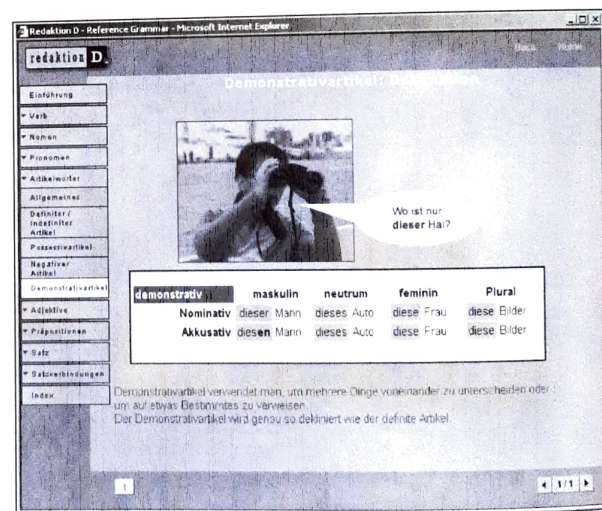 Redaktion D - Reference Grammar - Microsoft Internet Explorer
redaktion D
Back Home
Demonstrativartikel:
Einführung
Verb
Nomen
Pronomen
Artikelwörter
Allgemeines
Definiter /
Indefiniter
Artikel
Possessivartikel
Negativer
Artikel
Demonstrativartikel
Adjektive
Präpositionen
Satz
Satzverbindungen
Index
Wo ist nur
dieser Hai?
demonstrativ maskulin neutrum feminin Plural
Nominativ dieser Mann dieses Auto diese Frau diese Bilder
Akkusativ diesen Mann dieses Auto diese Frau diese Bilder
Demonstrativartikel verwendet man, um mehrere Dinge voneinander zu unterscheiden oder
um auf etwas Bestimmtes zu verweisen.
Der Demonstrativartikel wird genau so dekliniert wie der definite Artikel.
1
1/1